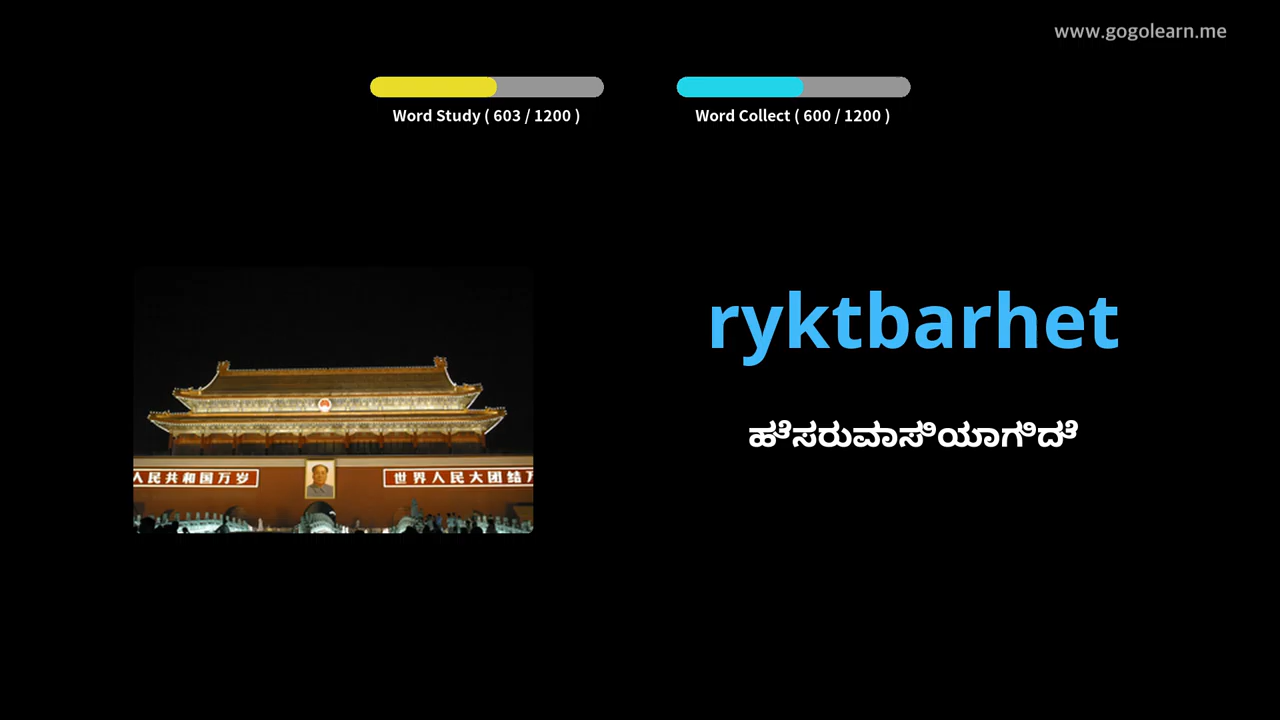 www.gogolearn.me
Word Study ( 603 / 1200 )
Word Collect ( 600 / 1200 )
ryktbarhet
ಹೆಸರುವಾಸಿಯಾಗಿದೆ
人民共和国万岁
世界人民大团结万